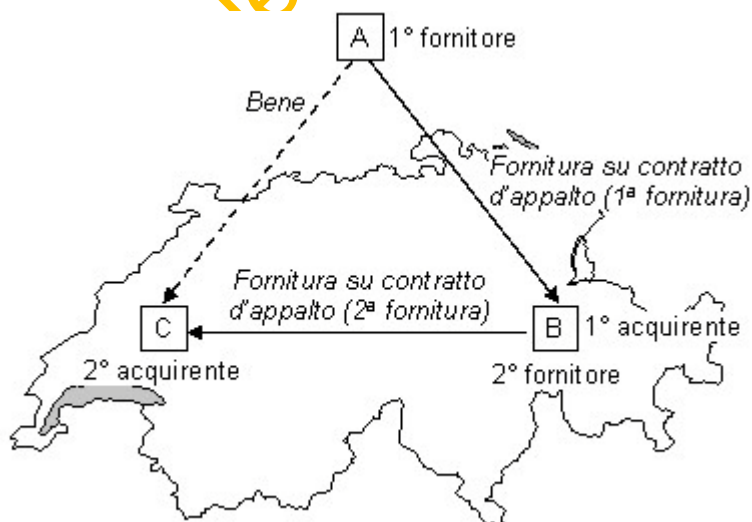 A 1° fornitore
Bene
Fornitura su contratto
d'appalto (1ª fornitura)
Fornitura su contratto
d'appalto (2ª fornitura)
C
B 1° acquirente
2° acquirente
2° fornitore